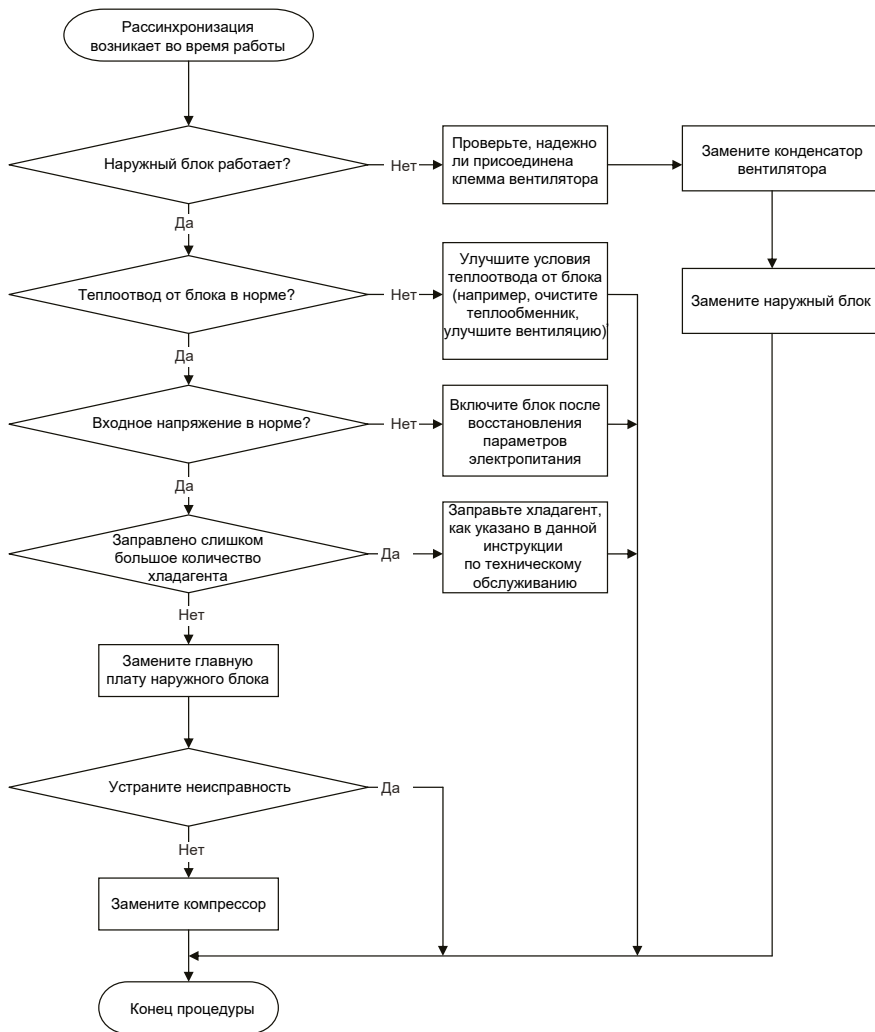 Рассинхронизация
возникает во время работы
Наружный блок работает?
Нет
Проверьте, надежно
ли присоединена
клемма вентилятора
Замените конденсатор
вентилятора
Да
Теплоотвод от блока в норме?
Нет
Улучшите условия
теплоотвода от блока
(например, очистите
теплообменник,
улучшите вентиляцию)
Замените наружный блок
Да
Входное напряжение в норме?
Нет
Включите блок после
восстановления
параметров
электропитания
Да
Заправлено слишком
большое количество
хладагента
Да
Заправьте хладагент,
как указано в данной
инструкции
по техническому
обслуживанию
Нет
Замените главную
плату наружного блока
Устраните неисправность
Да
Нет
Замените компрессор
Конец процедуры